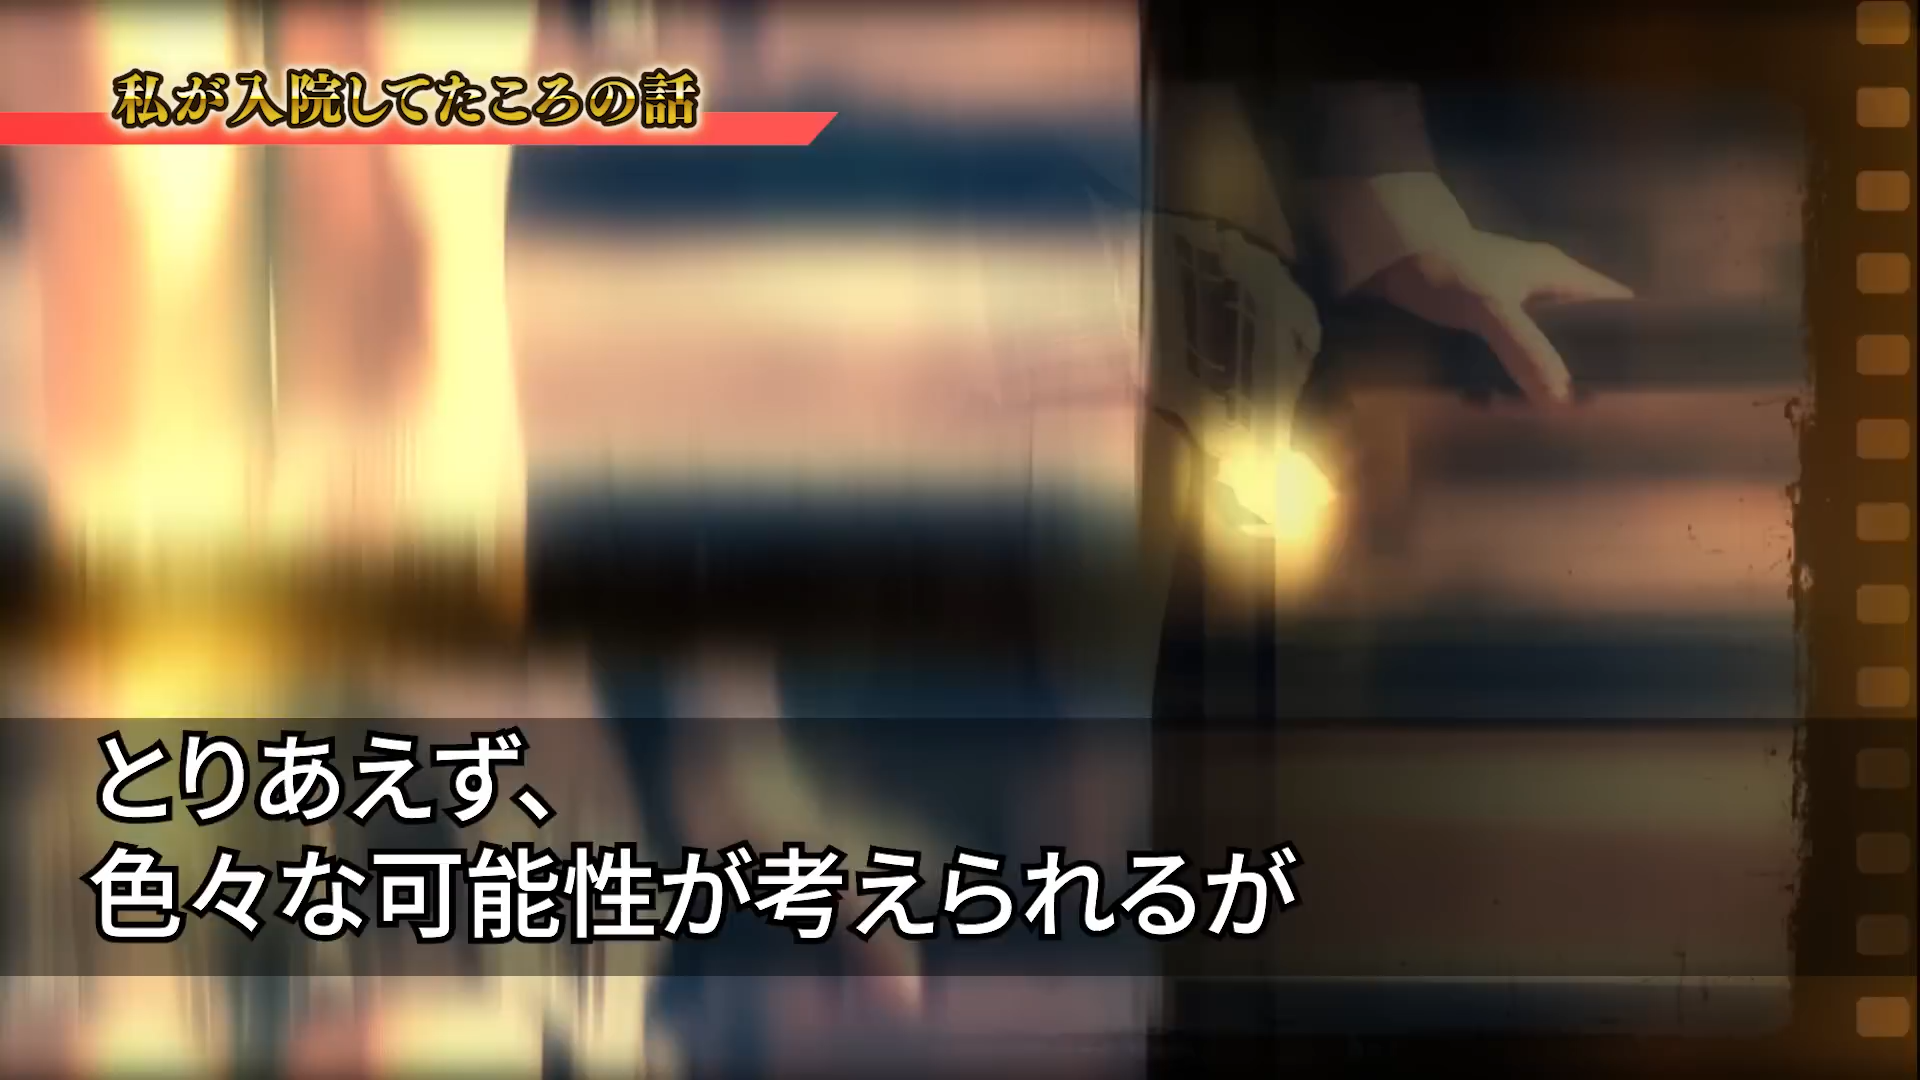 私が入院してたころの話
とりあえず、
色々な可能性が考えられるが